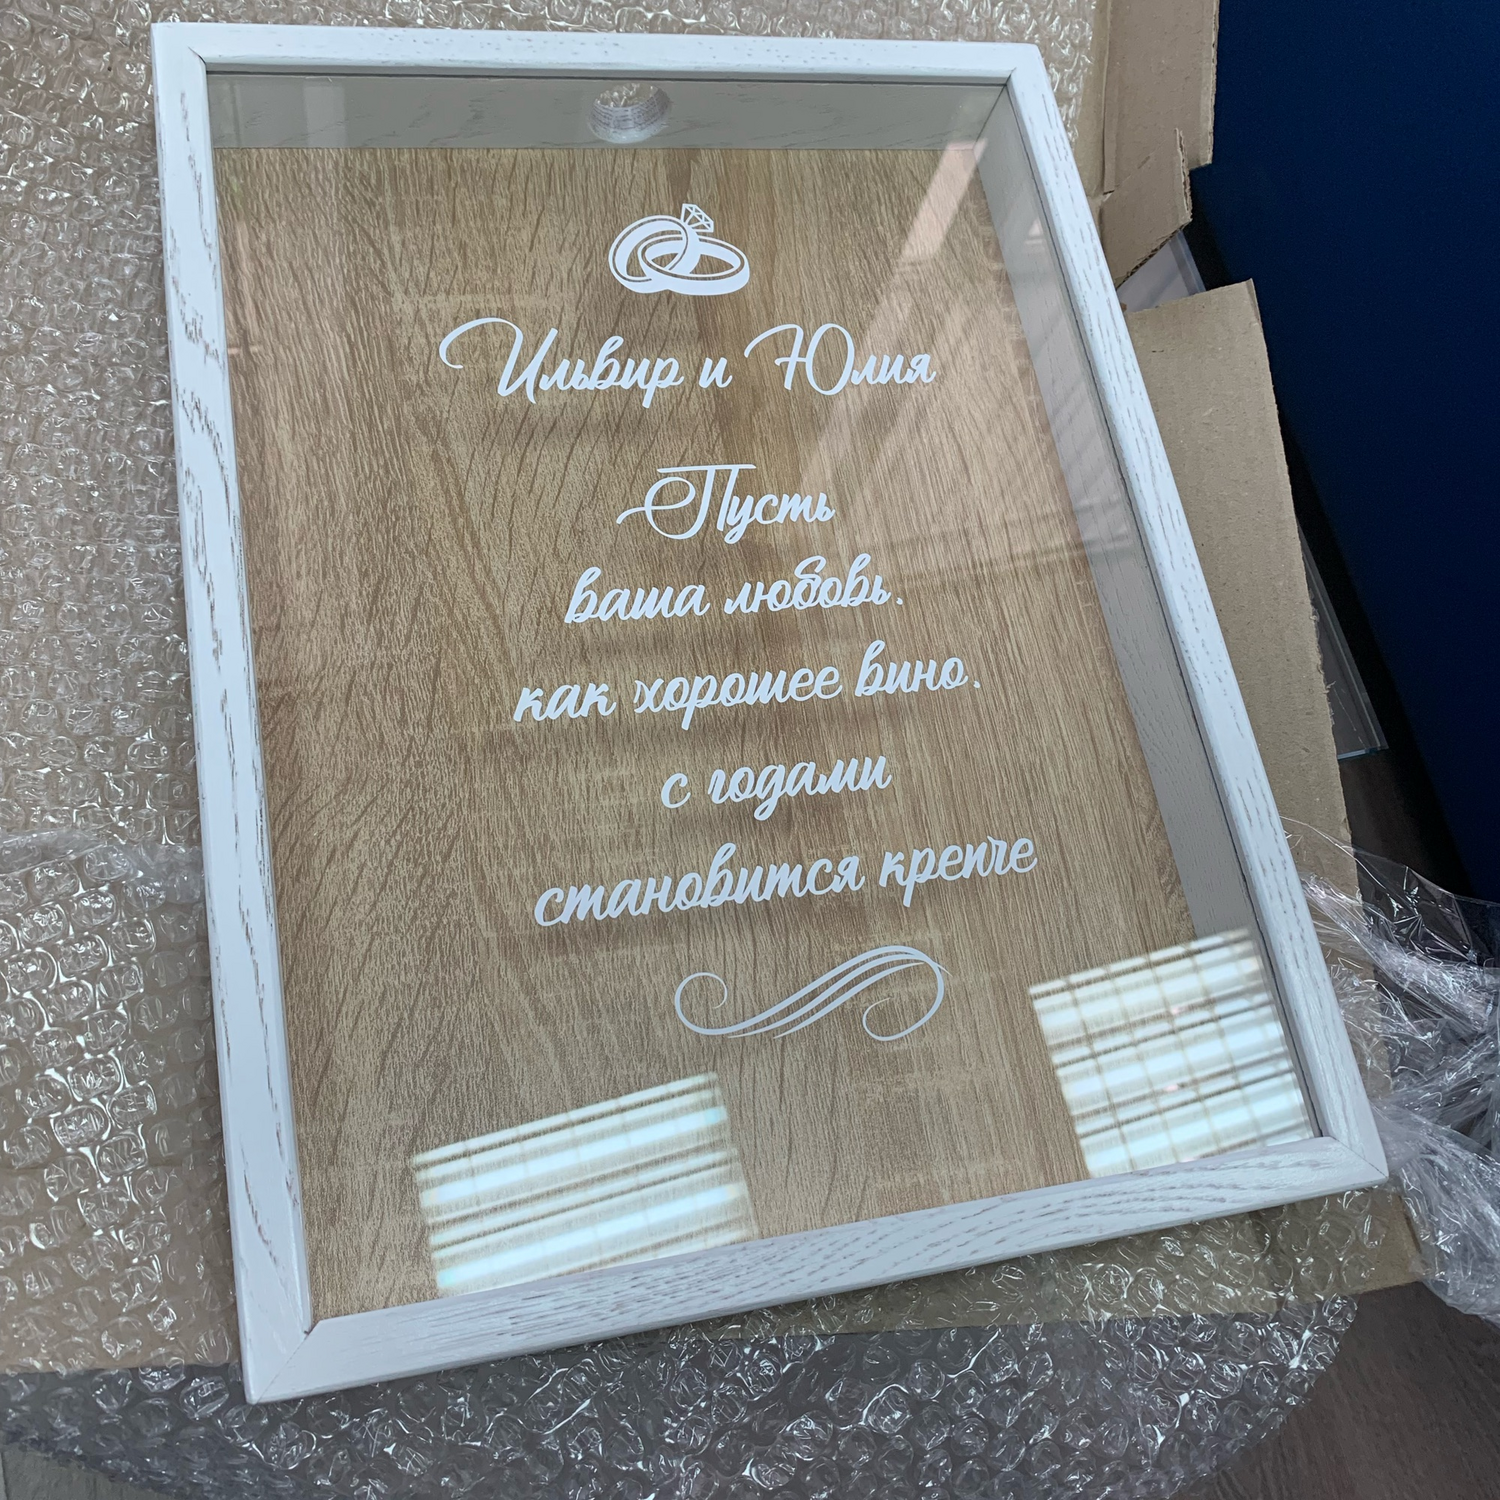 Ильвир и Юлия
Пусть
ваша любовь.
как хорошее вино.
с годами
становится крепче